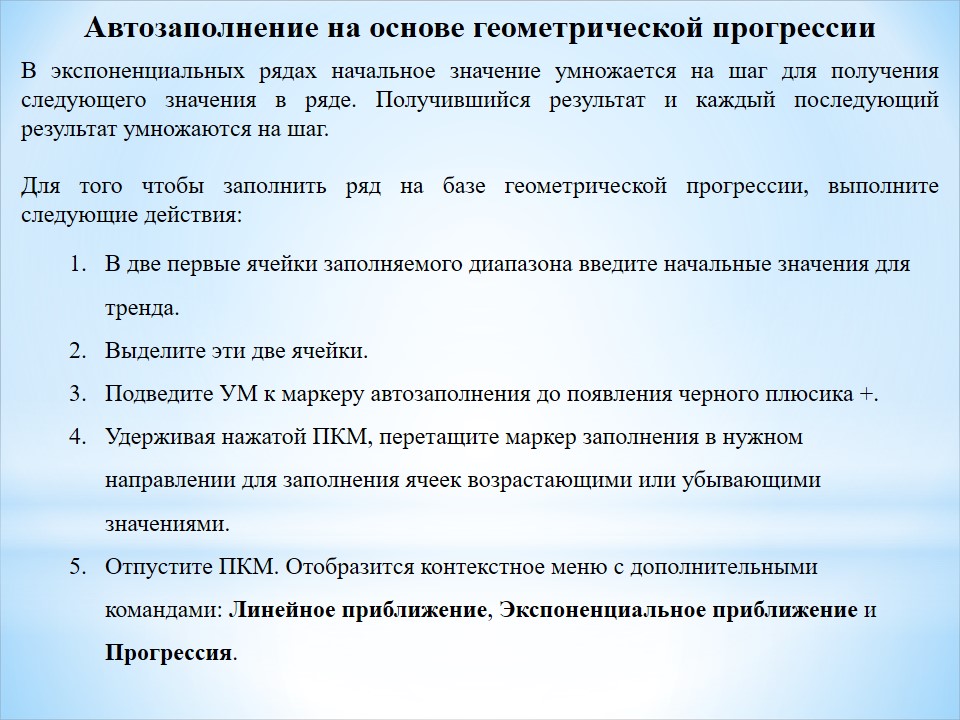 Автозаполнение на основе геометрической прогрессии
В экспоненциальных рядах начальное значение умножается на шаг для получения
следующего значения в ряде. Получившийся результат и каждый последующий
результат умножаются на шаг.
Для того чтобы заполнить ряд на базе геометрической прогрессии, выполните
следующие действия:
1. В две первые ячейки заполняемого диапазона введите начальные значения для
тренда.
2. Выделите эти две ячейки.
3. Подведите УМ к маркеру автозаполнения до появления черного плюсика +.
4. Удерживая нажатой ПКМ, перетащите маркер заполнения в нужном
направлении для заполнения ячеек возрастающими или убывающими
значениями.
5. Отпустите ПКМ. Отобразится контекстное меню с дополнительными
командами: Линейное приближение, Экспоненциальное приближение и
Прогрессия.